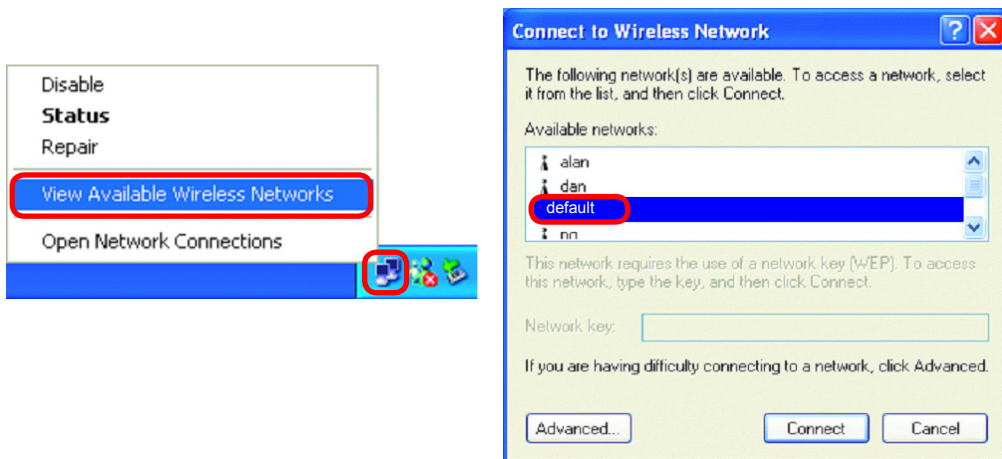 Disable
Status
Repair
View Available Wireless Networks
Open Network Connections
Connect to Wireless Network
The following network(s) are available. To access a network, select
it from the list, and then click Connect.
Available networks:
alan
dan
default
This network requires the use of a network key (WEP). To access
this network, type the key, and then click Connect.
Network key:
If you are having difficulty connecting to a network, click Advanced.
Advanced...
Connect
Cancel